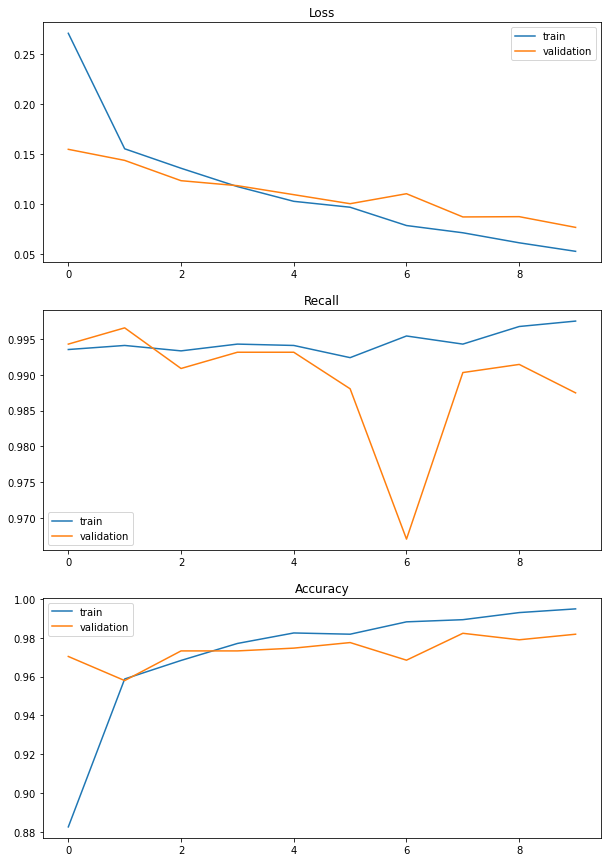 Loss
train
validation
0.25
0.20
0.15
0.10
0.05
0 2 4 6 8
Recall
0.995
0.990
0.985
0.980
0.975
0.970
train
validation
0 2 4 6 8
Accuracy
1.00
train
validation
0.98
0.96
0.94
0.92
0.90
0.88
0 2 4 6 8